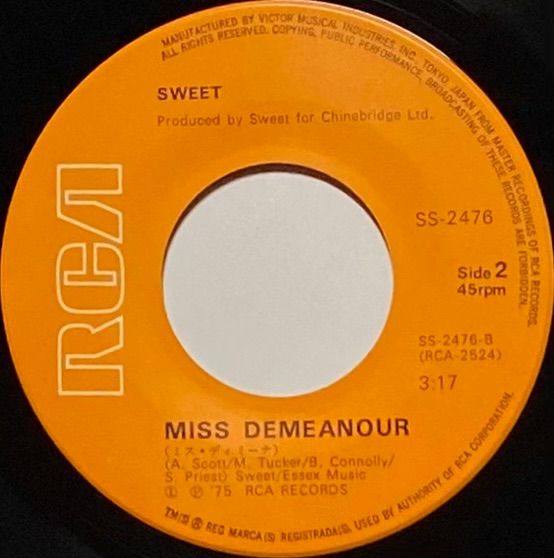 MANUFACTURED BY VICTOR MUSICAL INDUSTRIES, INC. TOKYO, JAPAN FROM MASTER RECORDINGS OF RCA RECORDS.
ALL RIGHTS RESERVED. COPYING, PUBLIC PERFORMANCE, BROADCASTING OF THESE RECORDS ARE FORBIDDEN.
SWEET
Produced by Sweet for Chinebridge Ltd.
RCA
SS-2476
Side 2
45rpm
SS-2476-B
(RCA-2524)
3:17
MISS DEMEANOUR
(ミス・ディミーナ)
(A. Scott/M. Tucker/B. Connolly/
S. Priest) Sweet/Essex Music
Ⓛ Ⓟ '75 RCA RECORDS
TM(S) ® REG MARCA(S) REGISTRADA(S). USED BY AUTHORITY OF RCA CORPORATION.